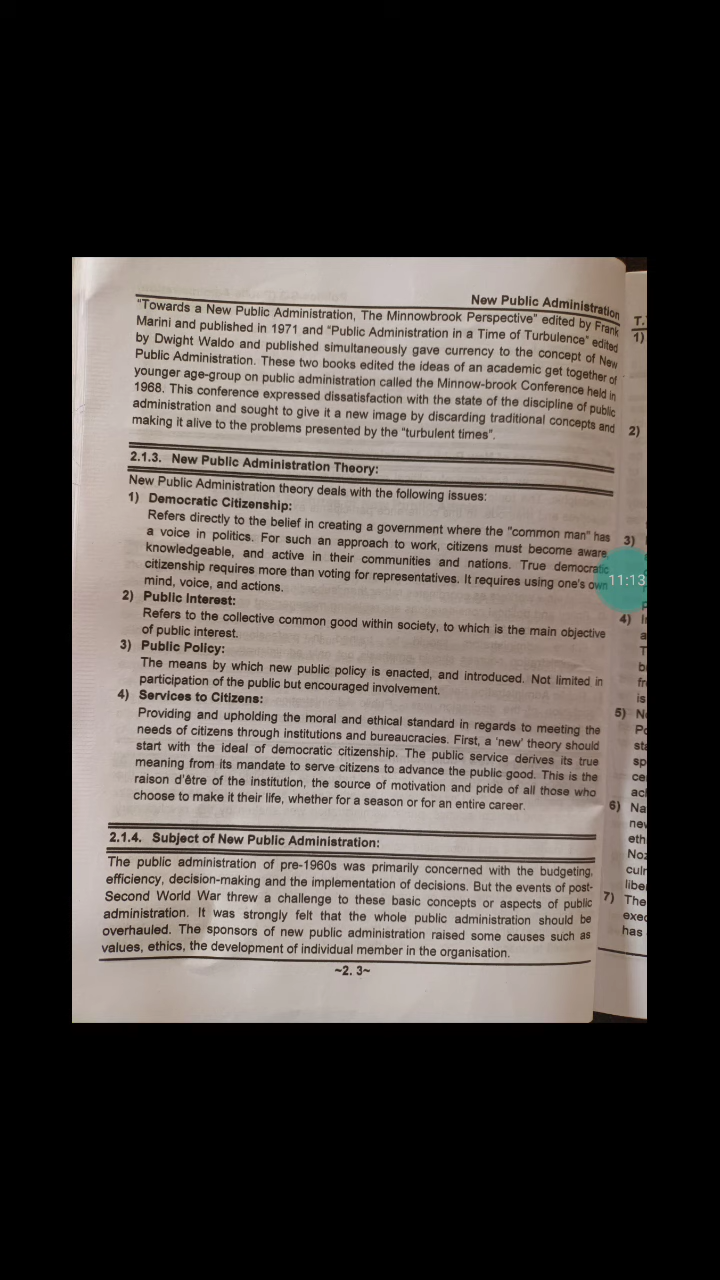 New Public Administration
"Towards a New Public Administration, The Minnowbrook Perspective" edited by Frank
Marini and published in 1971 and "Public Administration in a Time of Turbulence" edited
by Dwight Waldo and published simultaneously gave currency to the concept of New
Public Administration. These two books edited the ideas of an academic get together of
younger age-group on public administration called the Minnow-brook Conference held in
1968. This conference expressed dissatisfaction with the state of the discipline of public
administration and sought to give it a new image by discarding traditional concepts and
making it alive to the problems presented by the "turbulent times".
2.1.3. New Public Administration Theory:
New Public Administration theory deals with the following issues:
1) Democratic Citizenship:
Refers directly to the belief in creating a government where the "common man" has
a voice in politics. For such an approach to work, citizens must become aware,
knowledgeable, and active in their communities and nations. True democratic
citizenship requires more than voting for representatives. It requires using one's own
mind, voice, and actions.
2) Public Interest:
Refers to the collective common good within society, to which is the main objective
of public interest.
3) Public Policy:
The means by which new public policy is enacted, and introduced. Not limited in
participation of the public but encouraged involvement.
4) Services to Citizens:
Providing and upholding the moral and ethical standard in regards to meeting the
needs of citizens through institutions and bureaucracies. First, a 'new' theory should
start with the ideal of democratic citizenship. The public service derives its true
meaning from its mandate to serve citizens to advance the public good. This is the
raison d'être of the institution, the source of motivation and pride of all those who
choose to make it their life, whether for a season or for an entire career.
2.1.4. Subject of New Public Administration:
The public administration of pre-1960s was primarily concerned with the budgeting,
efficiency, decision-making and the implementation of decisions. But the events of post-
Second World War threw a challenge to these basic concepts or aspects of public
administration. It was strongly felt that the whole public administration should be
overhauled. The sponsors of new public administration raised some causes such as
values, ethics, the development of individual member in the organisation.
~2. 3~
1)
2)
3)
11:13
4)
5)
6) Na
7) The
has